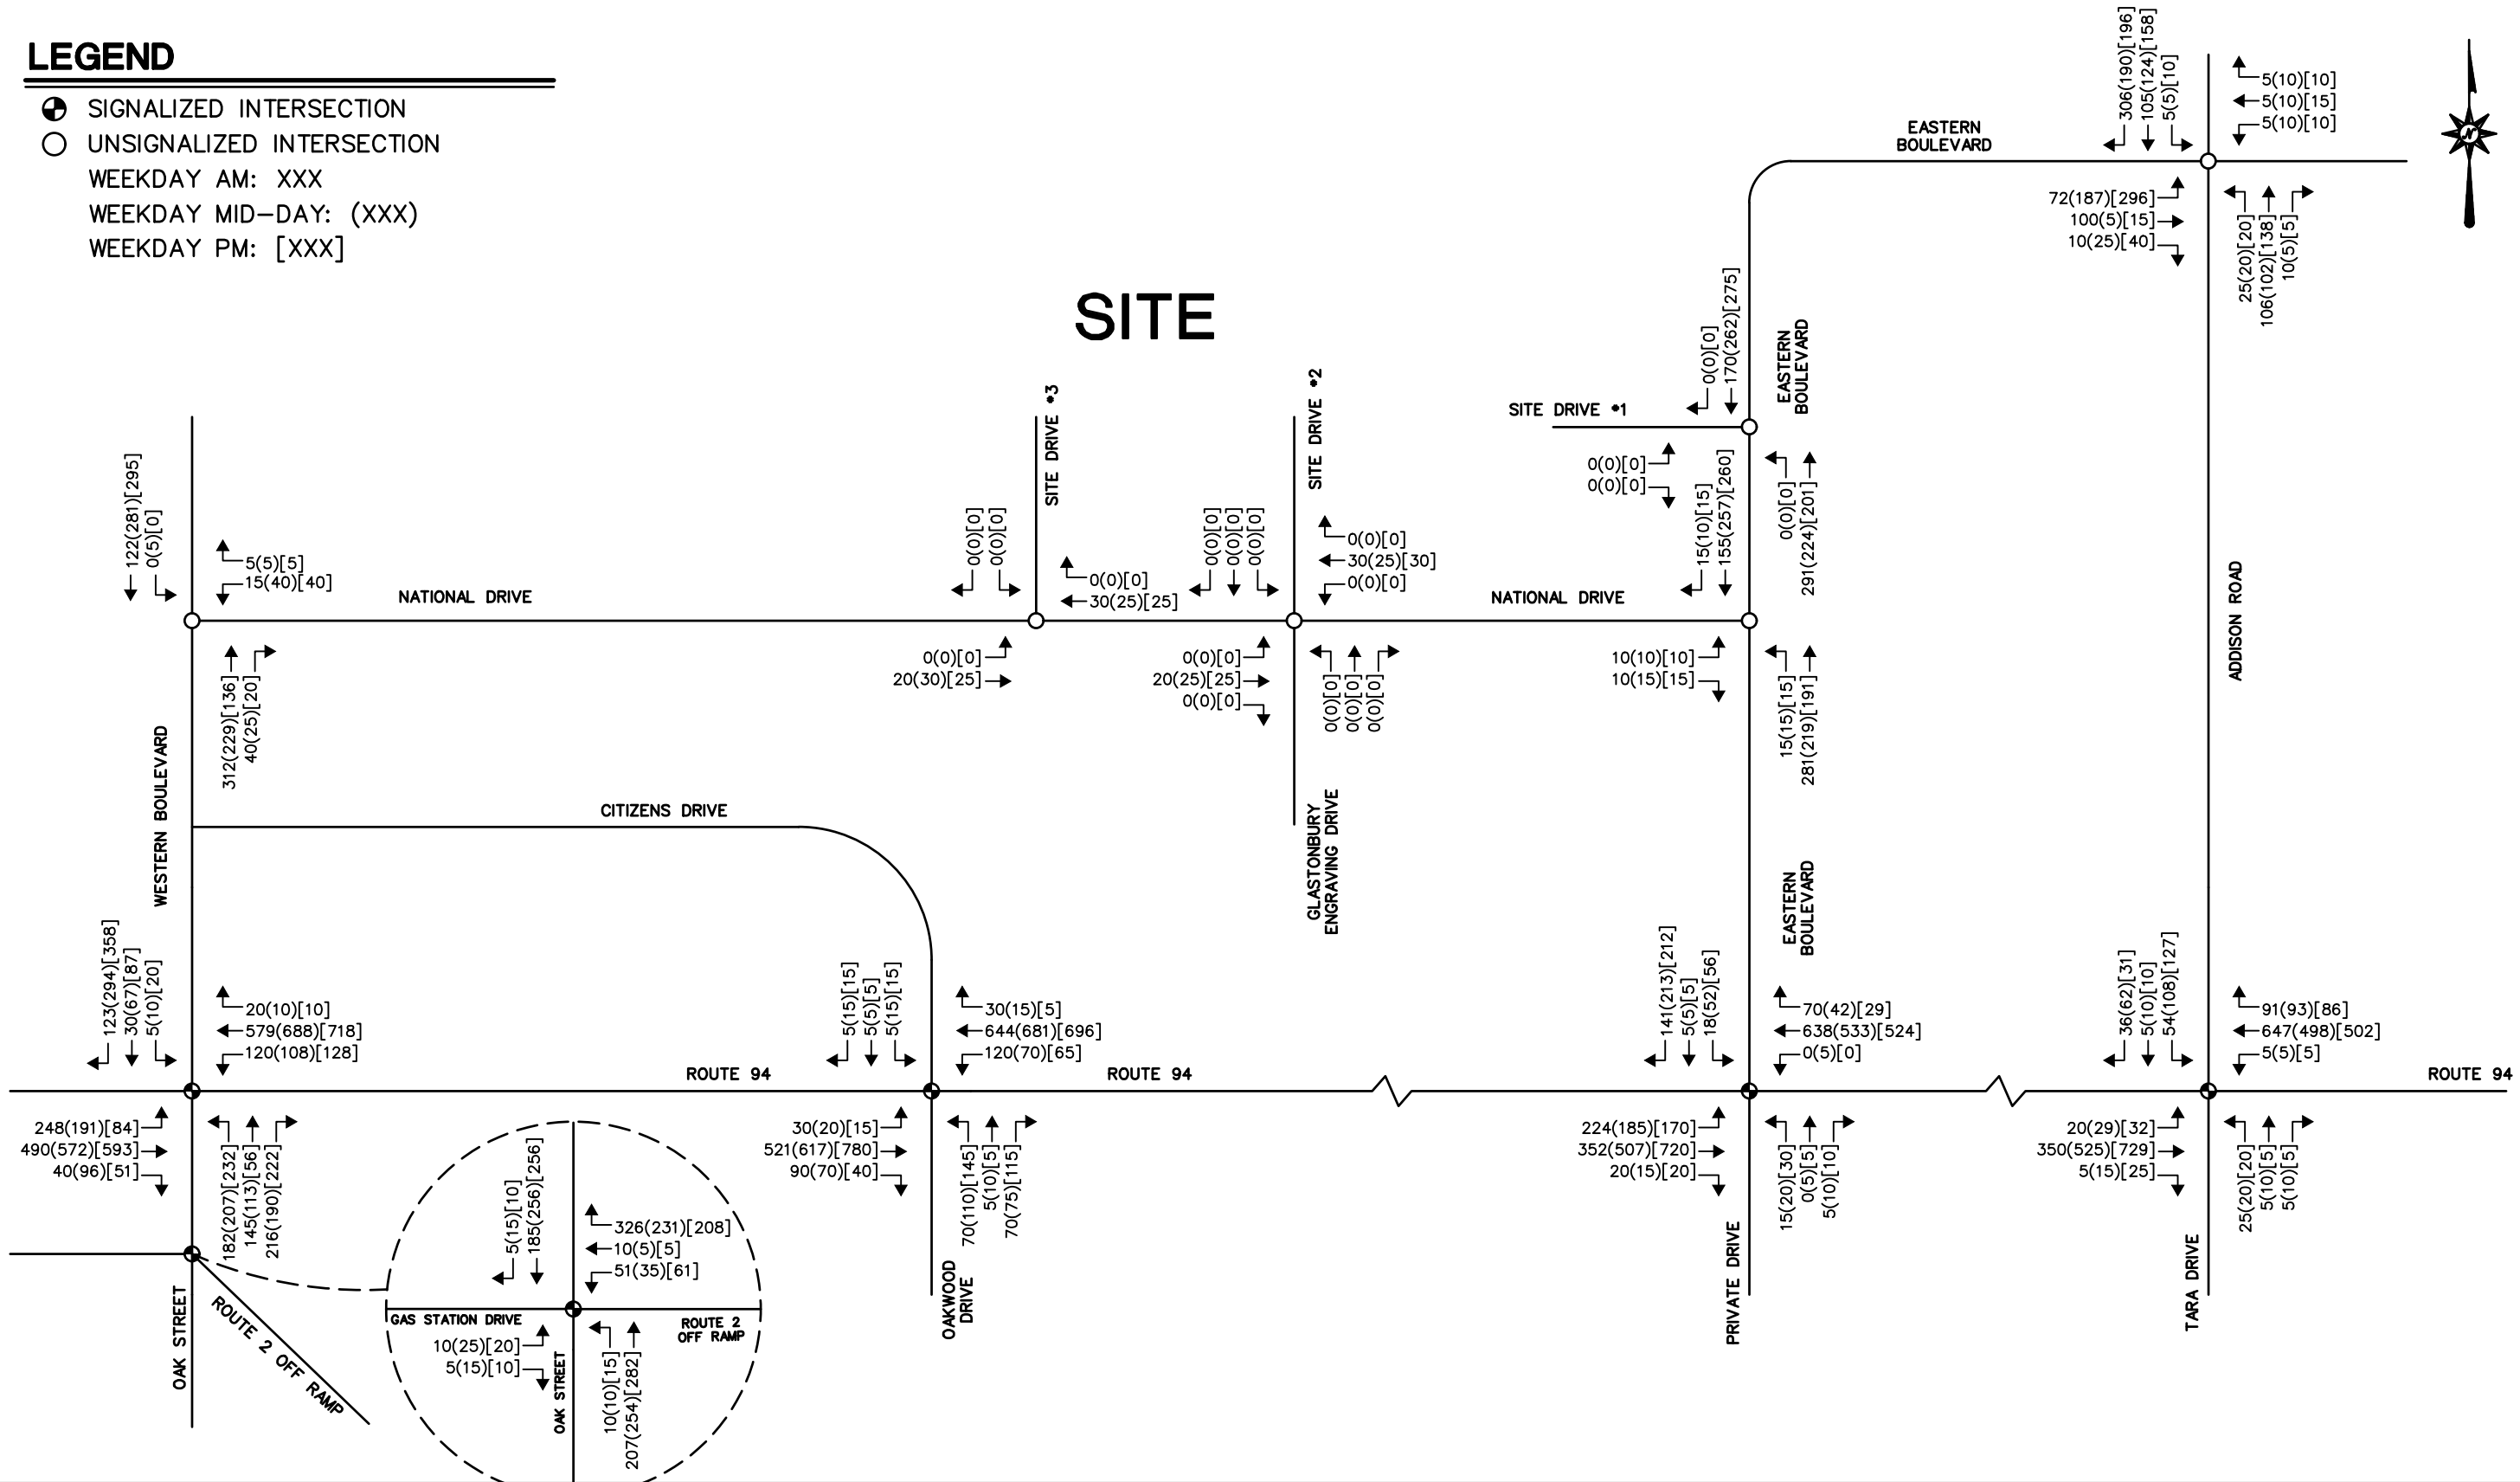 LEGEND
SIGNALIZED INTERSECTION
UNSIGNALIZED INTERSECTION
WEEKDAY AM: XXX
WEEKDAY MID-DAY: (XXX)
WEEKDAY PM: [XXX]
SITE
EASTERN
BOULEVARD
306(190)[196]
105(124)[158]
5(5)[10]
5(10)[10]
5(10)[15]
5(10)[10]
N
72(187)[296]
100(5)[15]
10(25)[40]
25(20)[20]
106(102)[138]
10(5)[5]
0(0)[0]
170(262)[275]
EASTERN
BOULEVARD
SITE DRIVE #1
0(0)[0]
0(0)[0]
0(0)[0]
291(224)[201]
15(10)[15]
155(257)[260]
NATIONAL DRIVE
10(10)[10]
10(15)[15]
15(15)[15]
281(219)[191]
SITE DRIVE #2
0(0)[0]
0(0)[0]
0(0)[0]
0(0)[0]
30(25)[30]
0(0)[0]
0(0)[0]
20(25)[25]
0(0)[0]
0(0)[0]
0(0)[0]
0(0)[0]
GLASTONBURY
ENGRAVING DRIVE
SITE DRIVE #3
0(0)[0]
0(0)[0]
0(0)[0]
30(25)[25]
0(0)[0]
20(30)[25]
NATIONAL DRIVE
122(281)[295]
0(5)[0]
5(5)[5]
15(40)[40]
312(229)[136]
40(25)[20]
WESTERN BOULEVARD
CITIZENS DRIVE
ADDISON ROAD
EASTERN
BOULEVARD
123(294)[358]
30(67)[87]
5(10)[20]
20(10)[10]
579(688)[718]
120(108)[128]
248(191)[84]
490(572)[593]
40(96)[51]
182(207)[232]
145(113)[56]
216(190)[222]
ROUTE 94
5(15)[15]
5(5)[5]
5(15)[15]
30(15)[5]
644(681)[696]
120(70)[65]
30(20)[15]
521(617)[780]
90(70)[40]
70(110)[145]
5(10)[5]
70(75)[115]
OAKWOOD
DRIVE
ROUTE 94
141(213)[212]
5(5)[5]
18(52)[56]
70(42)[29]
638(533)[524]
0(5)[0]
224(185)[170]
352(507)[720]
20(15)[20]
15(20)[30]
0(5)[5]
5(10)[10]
PRIVATE DRIVE
36(62)[31]
5(10)[10]
54(108)[127]
91(93)[86]
647(498)[502]
5(5)[5]
ROUTE 94
20(29)[32]
350(525)[729]
5(15)[25]
25(20)[20]
5(10)[5]
5(10)[5]
TARA DRIVE
OAK STREET
ROUTE 2 OFF RAMP
5(15)[10]
185(256)[256]
326(231)[208]
10(5)[5]
51(35)[61]
GAS STATION DRIVE
ROUTE 2
OFF RAMP
10(25)[20]
5(15)[10]
OAK STREET
10(10)[15]
207(254)[282]